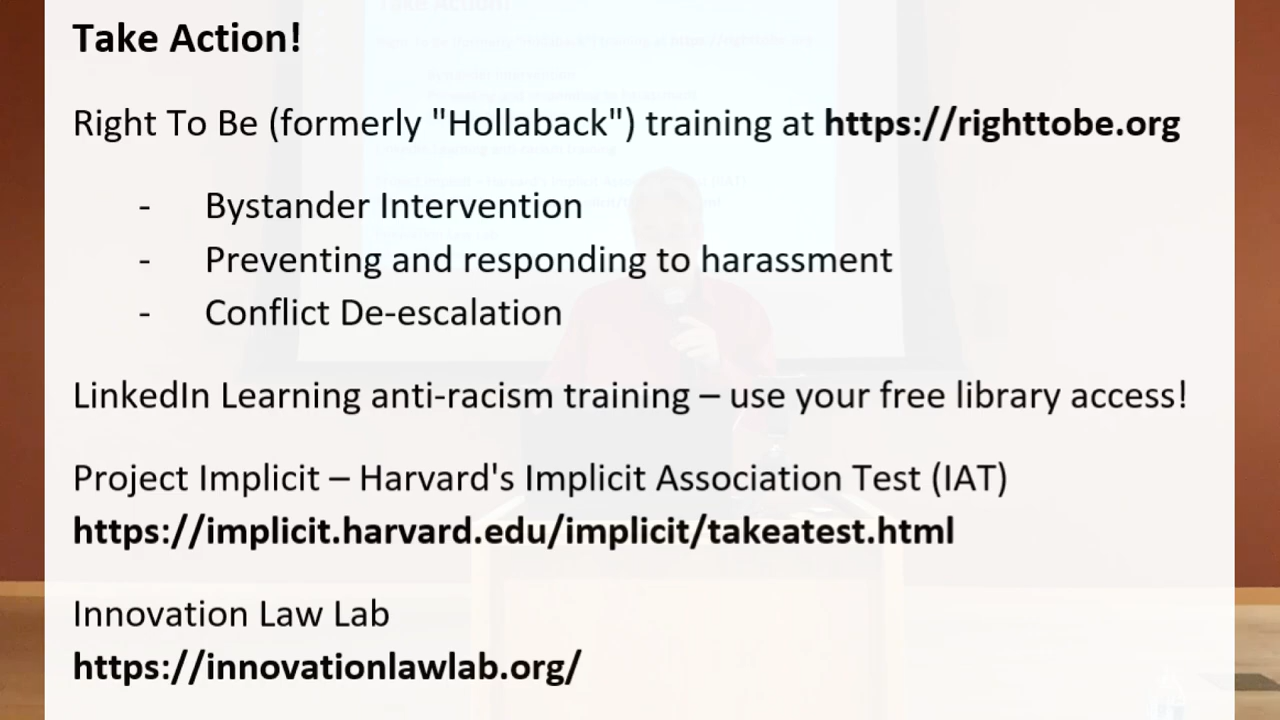 Take Action!
Right To Be (formerly "Hollaback") training at https://righttobe.org
- Bystander Intervention
- Preventing and responding to harassment
- Conflict De-escalation
LinkedIn Learning anti-racism training – use your free library access!
Project Implicit – Harvard's Implicit Association Test (IAT)
https://implicit.harvard.edu/implicit/takeatest.html
Innovation Law Lab
https://innovationlawlab.org/